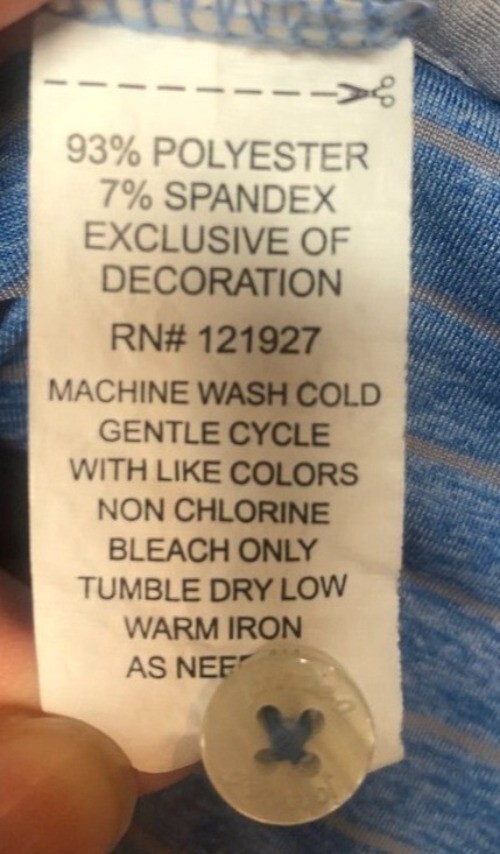 93% POLYESTER
7% SPANDEX
EXCLUSIVE OF
DECORATION
RN# 121927
MACHINE WASH COLD
GENTLE CYCLE
WITH LIKE COLORS
NON CHLORINE
BLEACH ONLY
TUMBLE DRY LOW
WARM IRON
AS